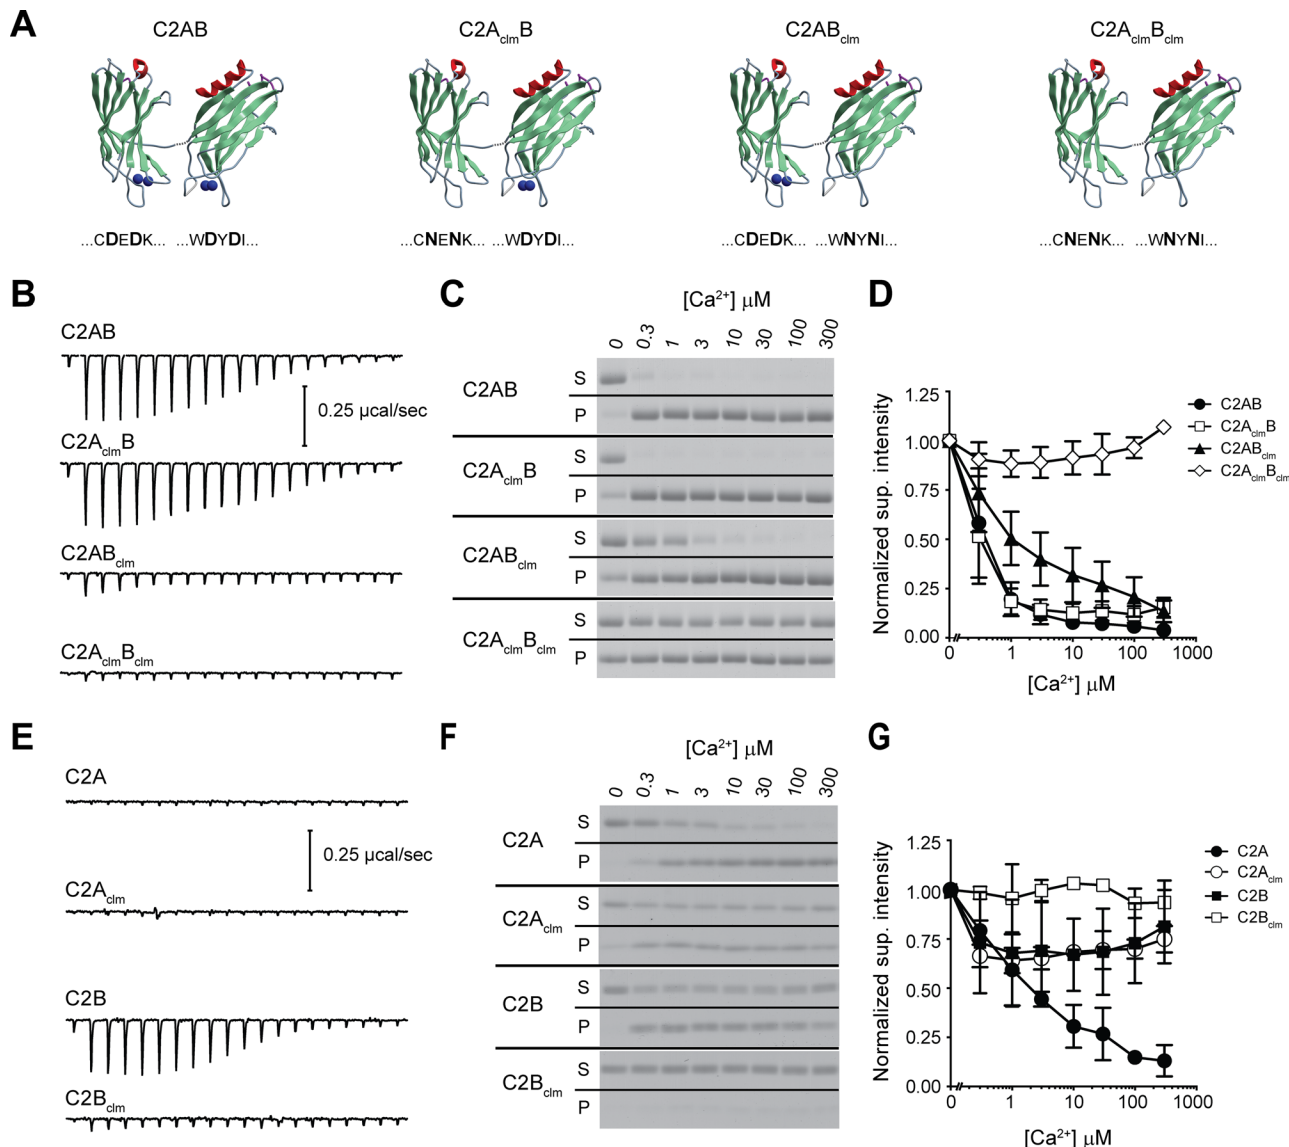 A
C2AB
C2AclmB
C2ABclm
C2AclmBclm
...CDEDK... ...WDYDI...
...CNENK... ...WDYDI...
...CDEDK... ...WNYNI...
...CNENK... ...WNYNI...
B
C2AB
0.25 µcal/sec
C2AclmB
C2ABclm
C2AclmBclm
C
[Ca2+] µM
0 0.3 1 3 10 30 100 300
C2AB
S
P
C2AclmB
S
P
C2ABclm
S
P
C2AclmBclm
S
P
D
Normalized sup. intensity
1.25
1.00
0.75
0.50
0.25
0.00
0 1 10 100 1000
[Ca2+] µM
C2AB
C2AclmB
C2ABclm
C2AclmBclm
E
C2A
0.25 µcal/sec
C2Aclm
C2B
C2Bclm
F
[Ca2+] µM
0 0.3 1 3 10 30 100 300
C2A
S
P
C2Aclm
S
P
C2B
S
P
C2Bclm
S
P
G
Normalized sup. intensity
1.25
1.00
0.75
0.50
0.25
0.00
0 1 10 100 1000
[Ca2+] µM
C2A
C2Aclm
C2B
C2Bclm